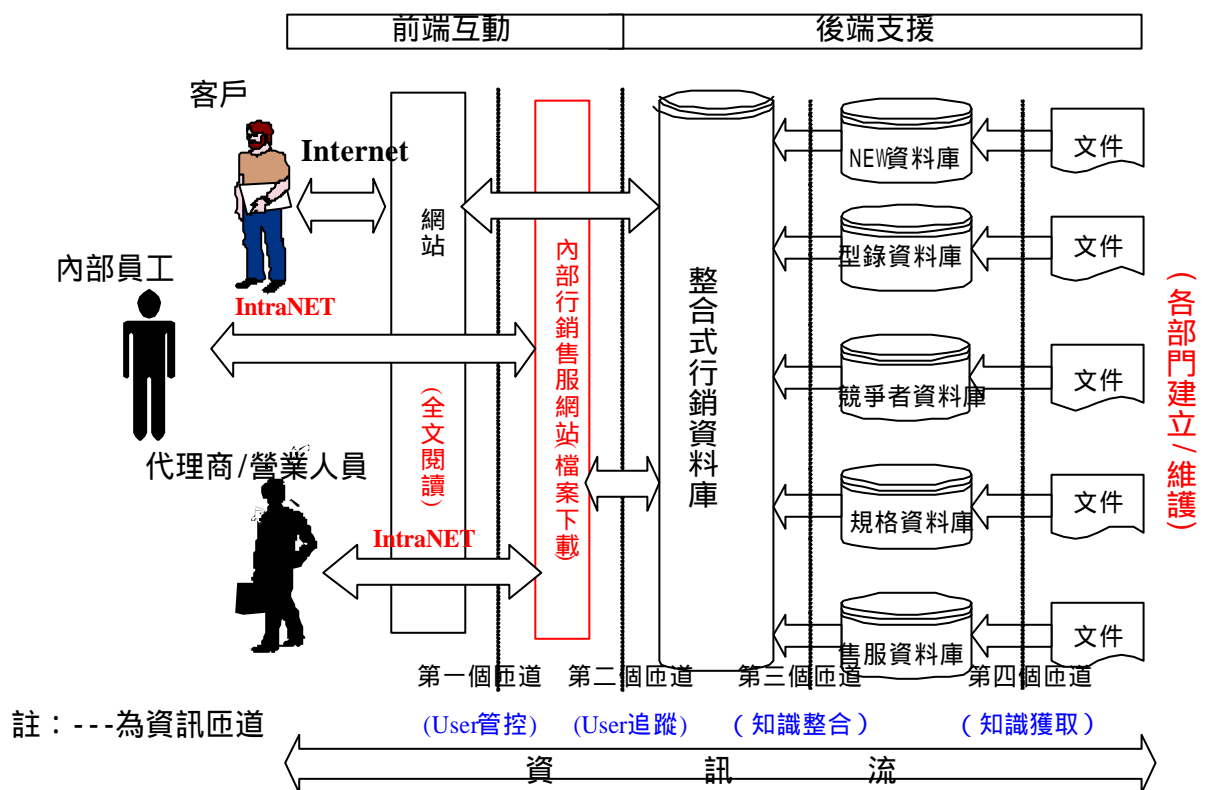 前端互動
後端支援
客戶
Internet
內部員工
IntraNET
代理商/營業人員
IntraNET
網站
(全文閱讀)
內部行銷售服網站(檔案下載)
整合式行銷資料庫
NEW資料庫
文件
型錄資料庫
文件
競爭者資料庫
文件
規格資料庫
文件
售服資料庫
文件
(各部門建立/維護)
第一個匝道
第二個匝道
第三個匝道
第四個匝道
註：---為資訊匝道
(User管控)
(User追蹤)
（知識整合）
（知識獲取）
資訊流